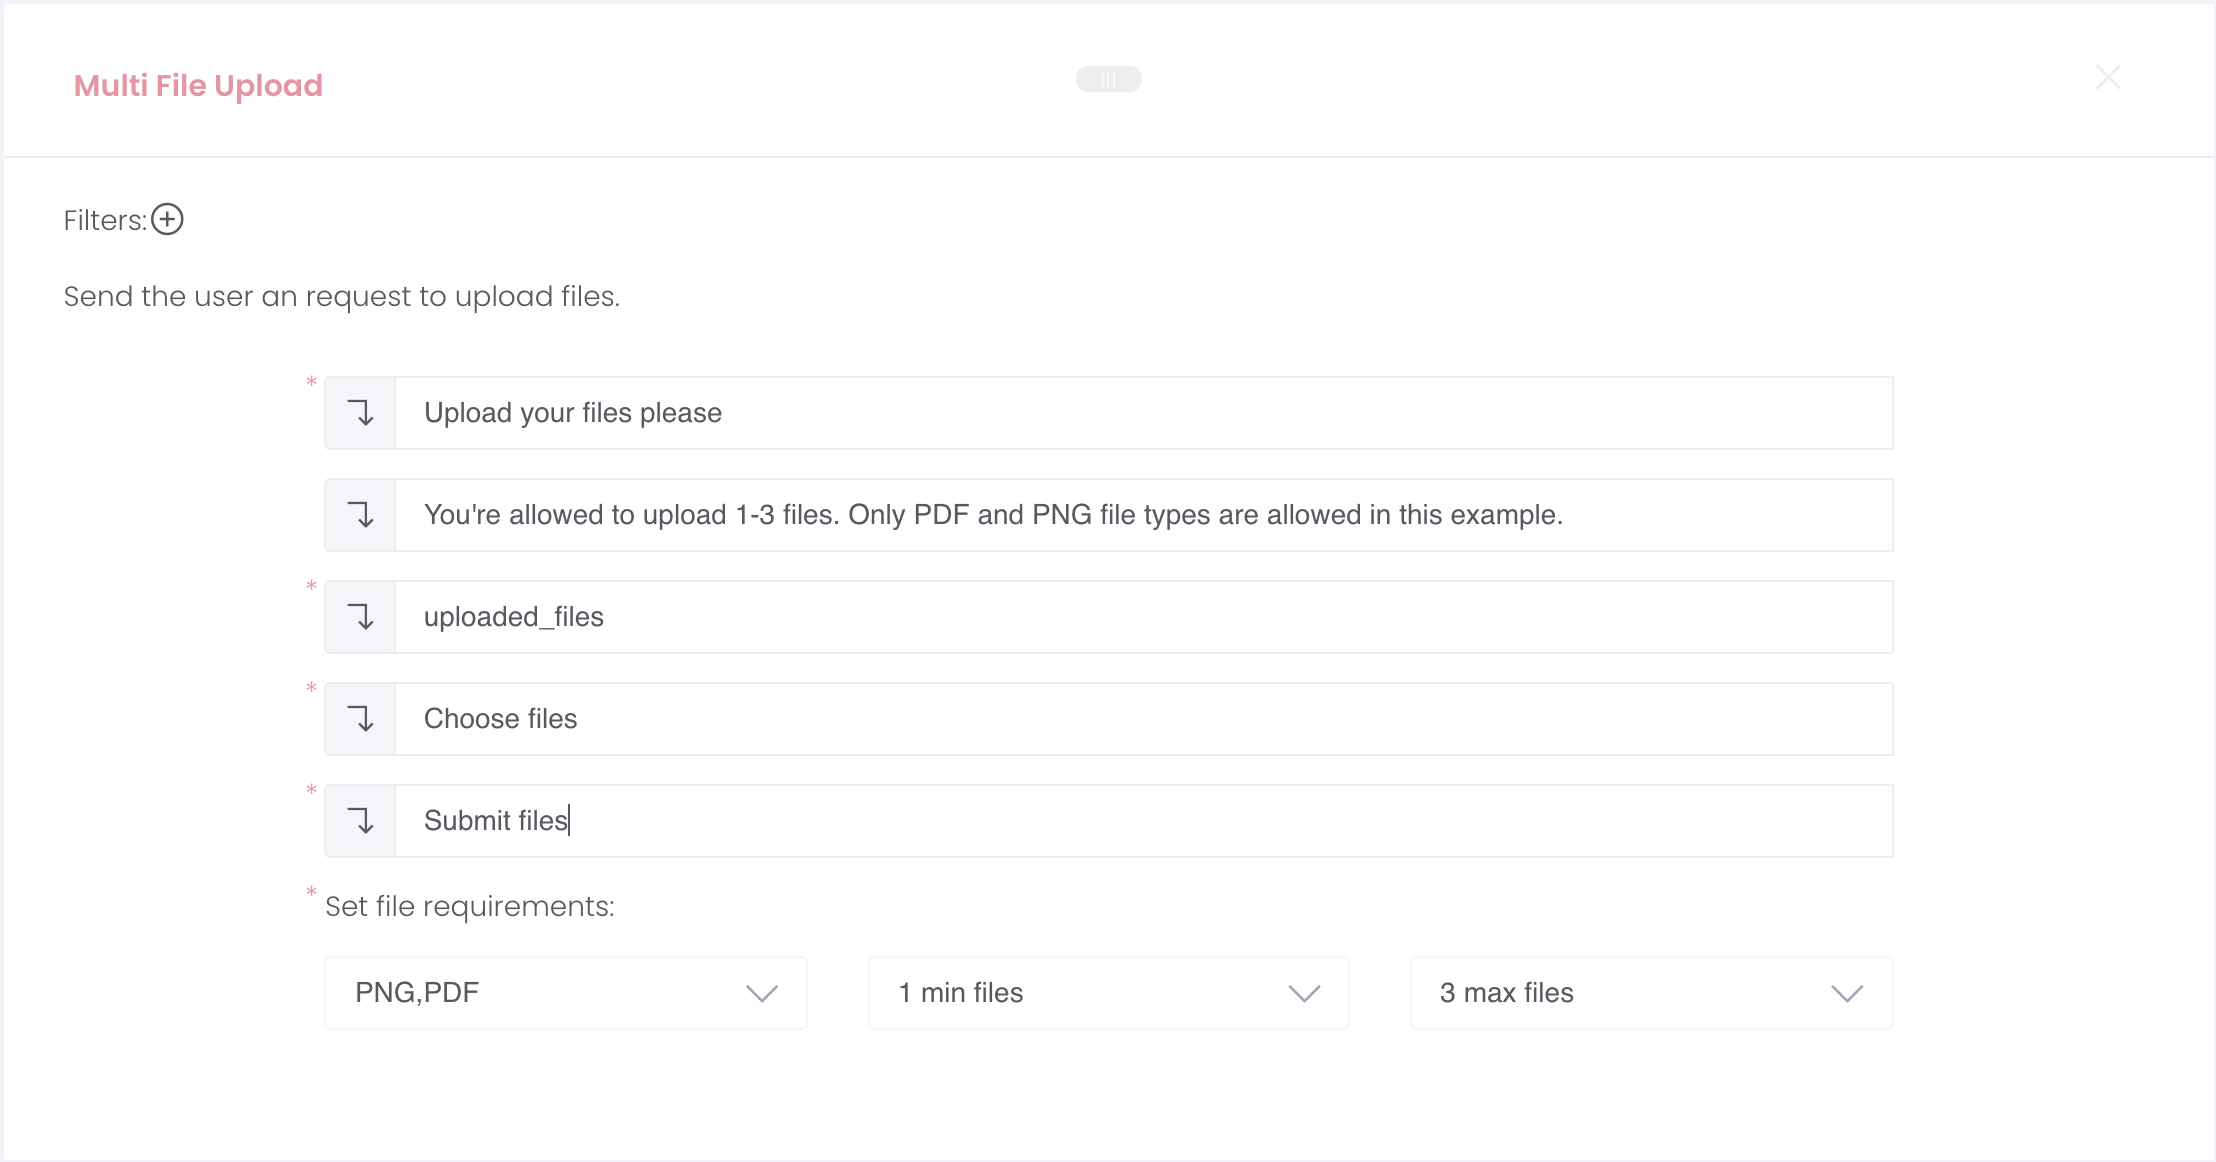 Multi File Upload
Filters:
Send the user an request to upload files.
* Upload your files please
You're allowed to upload 1-3 files. Only PDF and PNG file types are allowed in this example.
* uploaded_files
* Choose files
* Submit files
* Set file requirements:
PNG,PDF 1 min files 3 max files